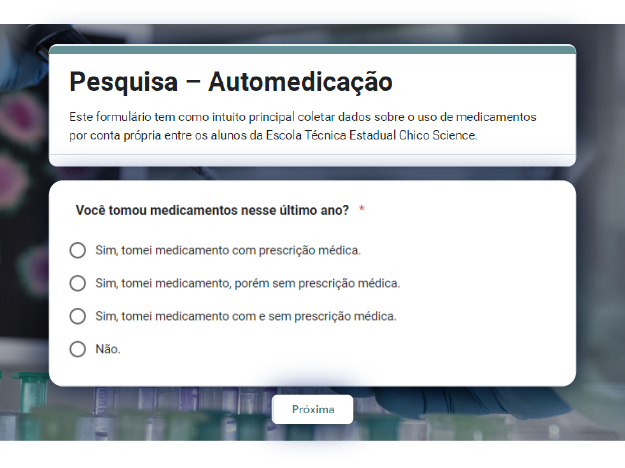 Pesquisa – Automedicação
Este formulário tem como intuito principal coletar dados sobre o uso de medicamentos
por conta própria entre os alunos da Escola Técnica Estadual Chico Science.
Você tomou medicamentos nesse último ano? *
Sim, tomei medicamento com prescrição médica.
Sim, tomei medicamento, porém sem prescrição médica.
Sim, tomei medicamento com e sem prescrição médica.
Não.
Próxima